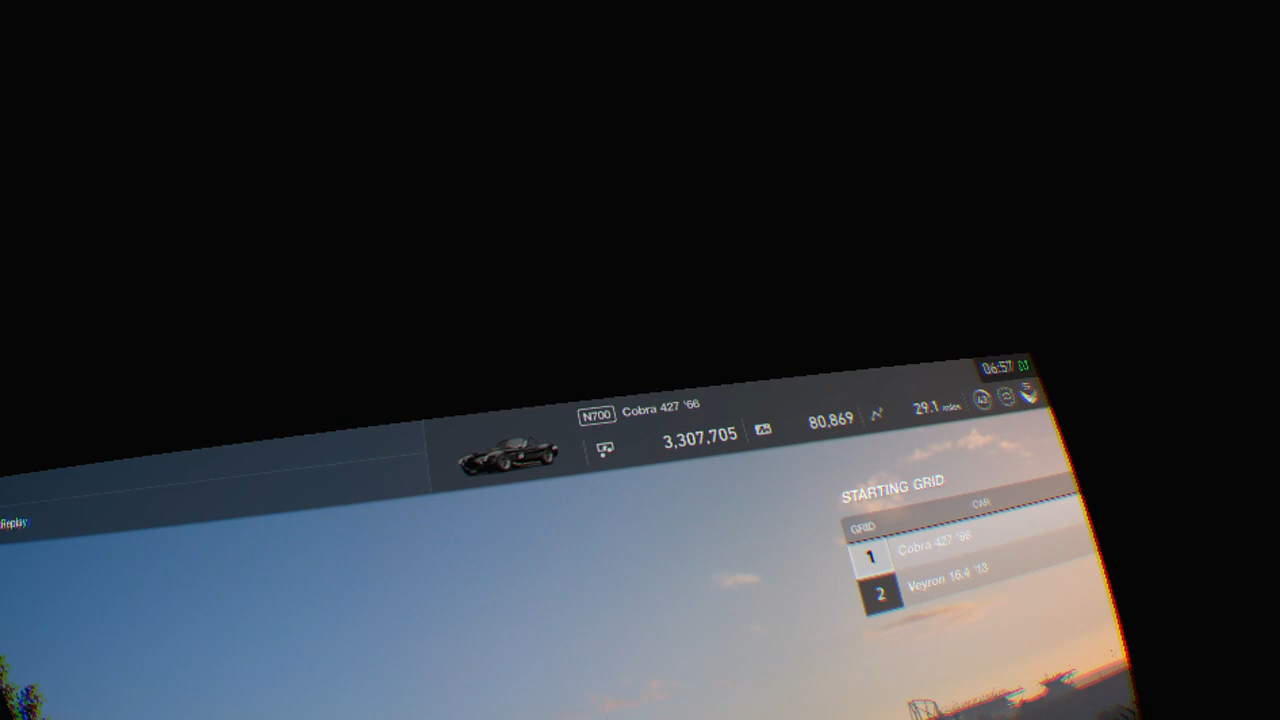 06:57
N700 Cobra 427 '66
3,307,705 80,869 29.1 miles
Replay
STARTING GRID
GRID CAR
1 Cobra 427 '66
2 Veyron 16.4 '13